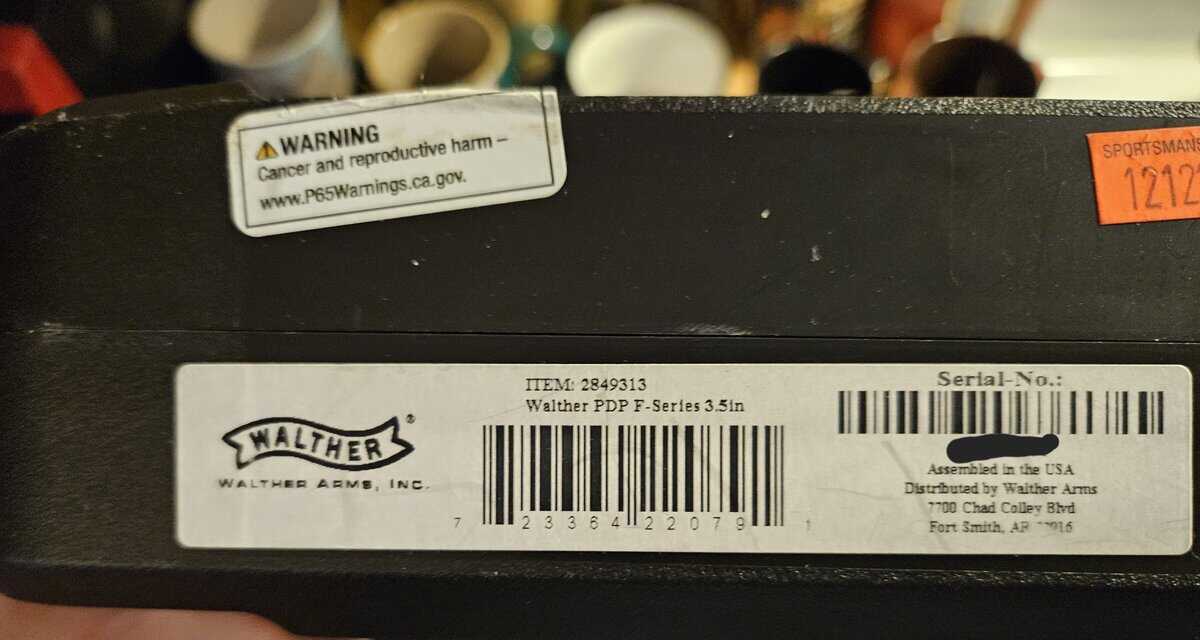 WARNING
Cancer and reproductive harm –
www.P65Warnings.ca.gov.
SPORTSMANS
1212
WALTHER®
WALTHER ARMS, INC.
ITEM: 2849313
Walther PDP F-Series 3.5in
7 23364 22079 1
Serial-No.:
Assembled in the USA
Distributed by Walther Arms
7700 Chad Colley Blvd
Fort Smith, AR